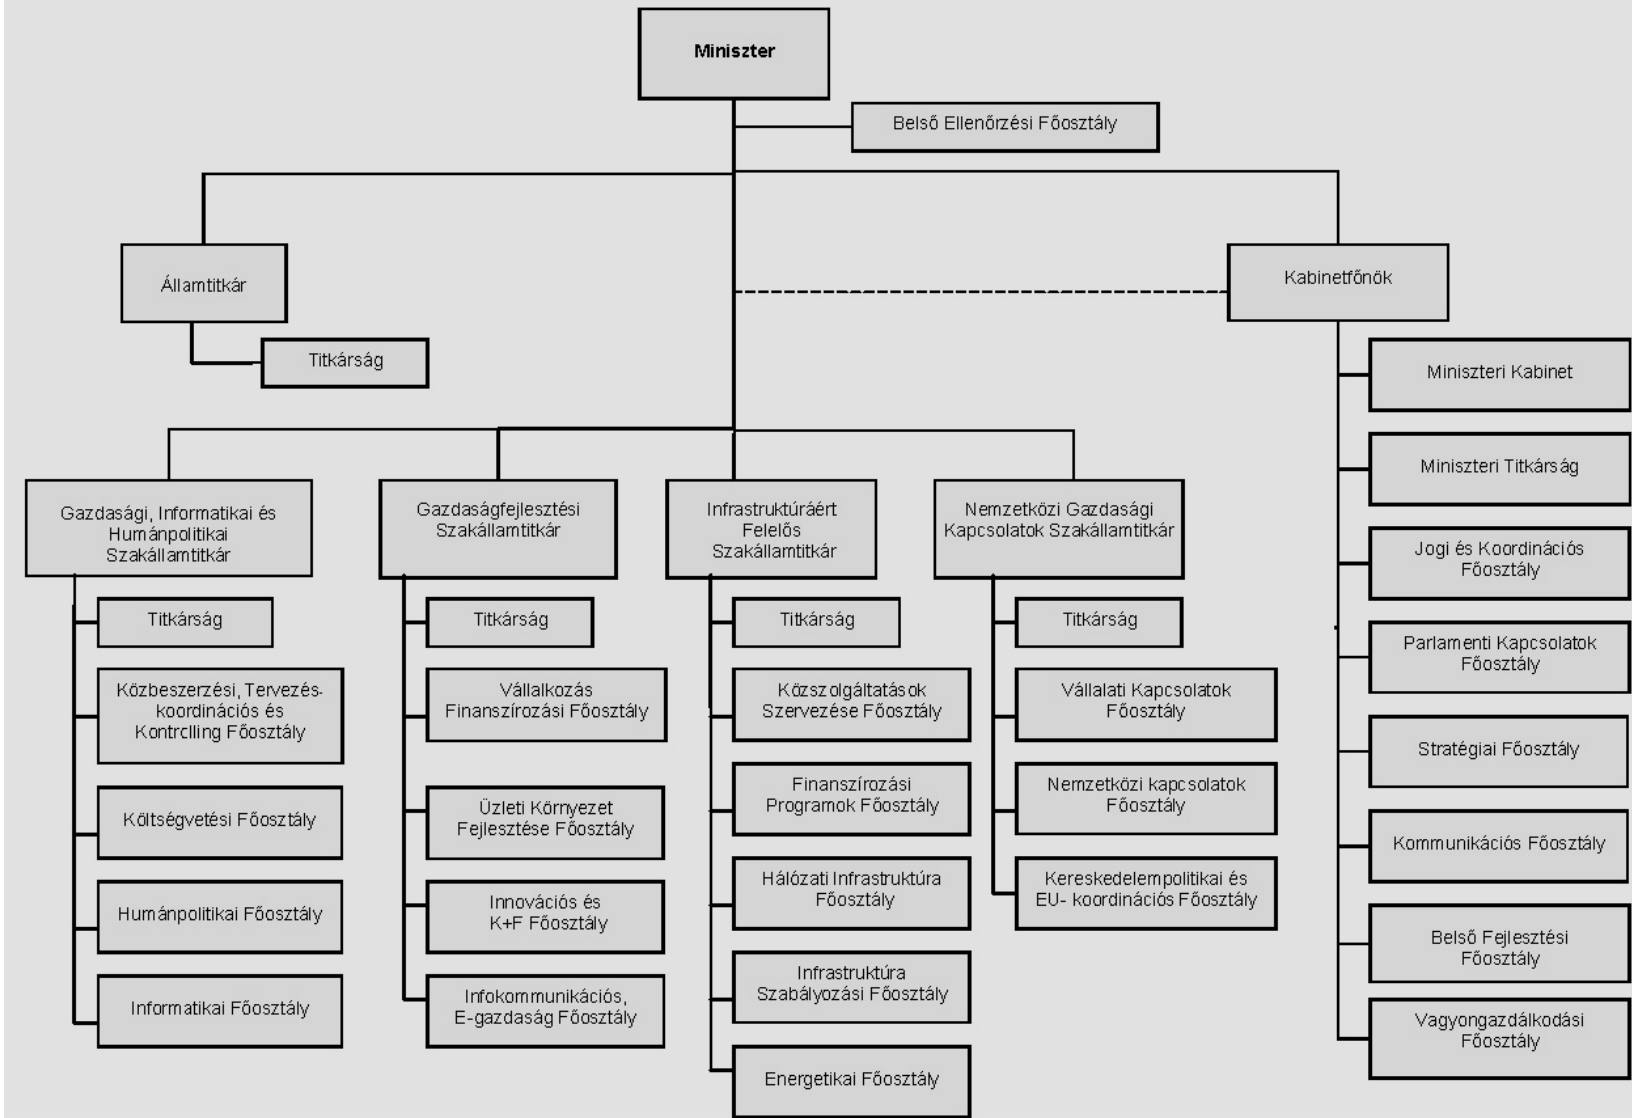 Miniszter
Belső Ellenőrzési Főosztály
Államtitkár
Kabinetfőnök
Titkárság
Miniszteri Kabinet
Miniszteri Titkárság
Jogi és Koordinációs
Főosztály
Parlamenti Kapcsolatok
Főosztály
Stratégiai Főosztály
Kommunikációs Főosztály
Belső Fejlesztési
Főosztály
Vagyongazdálkodási
Főosztály
Gazdasági, Informatikai és
Humánpolitikai
Szakállamtitkár
Titkárság
Közbeszerzési, Tervezés-
koordinációs és
Kontrclling Főosztály
Költségvetési Főosztály
Humánpolitikai Főosztály
Informatikai Főosztály
Gazdaságfejlesztési
Szakállamtitkár
Titkárság
Vállalkozás
Finanszírozási Főosztály
Üzleti Környezet
Fejlesztése Főosztály
Innovációs és
K+F Főosztály
Infokommunikációs,
E-gazdaság Főosztály
Infrastruktúráért
Felelős
Szakállamtitkár
Titkárság
Közszolgáltatások
Szervezése Főosztály
Finanszírozási
Programok Főosztály
Hálózati Infrastruktúra
Főosztály
Infrastruktúra
Szabályozási Főosztály
Energetikai Főosztály
Nemzetközi Gazdasági
Kapcsolatok Szakállamtitkár
Titkárság
Vállalati Kapcsolatok
Főosztály
Nemzetközi kapcsolatok
Főosztály
Kereskedelempolitikai és
EU- koordinációs Főosztály